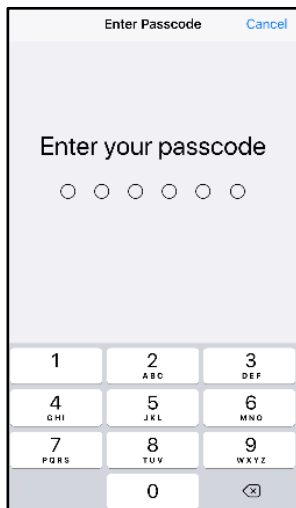 Enter Passcode Cancel
Enter your passcode
1 2 3
ABC DEF
4 5 6
GHI JKL MNO
7 8 9
PQRS TUV WXYZ
0